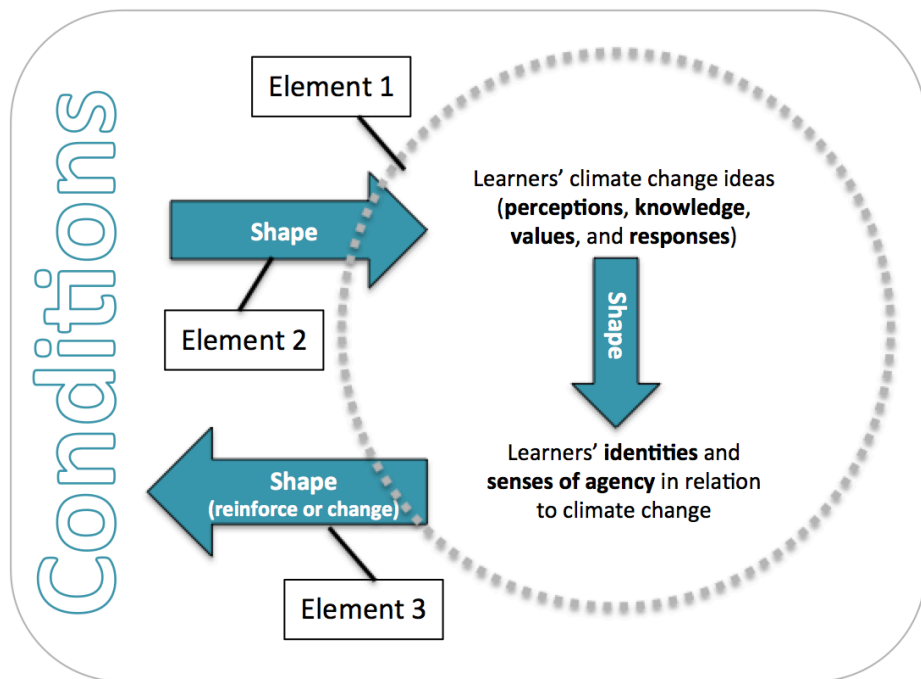 Conditions
Element 1
Learners’ climate change ideas
(perceptions, knowledge,
values, and responses)
Shape
Element 2
Shape
Learners’ identities and
senses of agency in relation
to climate change
Shape
(reinforce or change)
Element 3